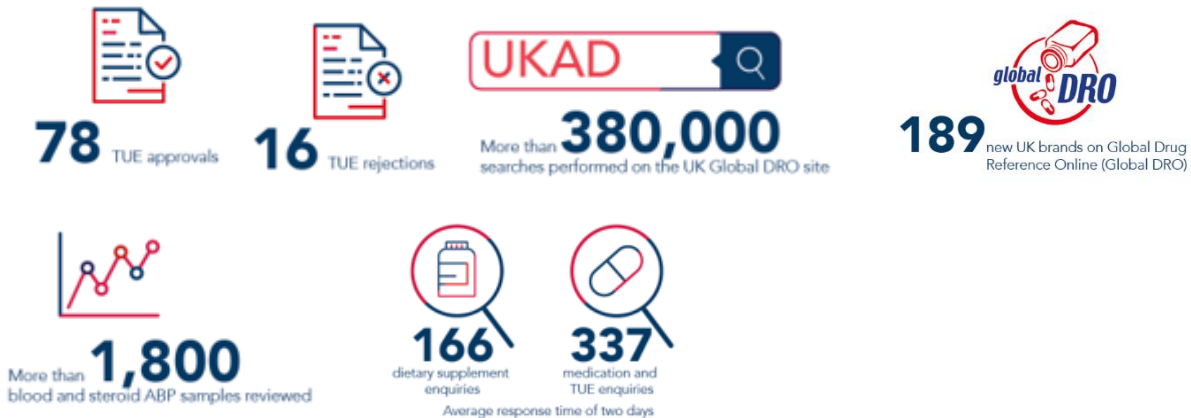 78 TUE approvals
16 TUE rejections
UKAD
More than 380,000
searches performed on the UK Global DRO site
global
DRO
189 new UK brands on Global Drug
Reference Online (Global DRO)
More than 1,800
blood and steroid ABP samples reviewed
166
dietary supplement
enquiries
337
medication and
TUE enquiries
Average response time of two days